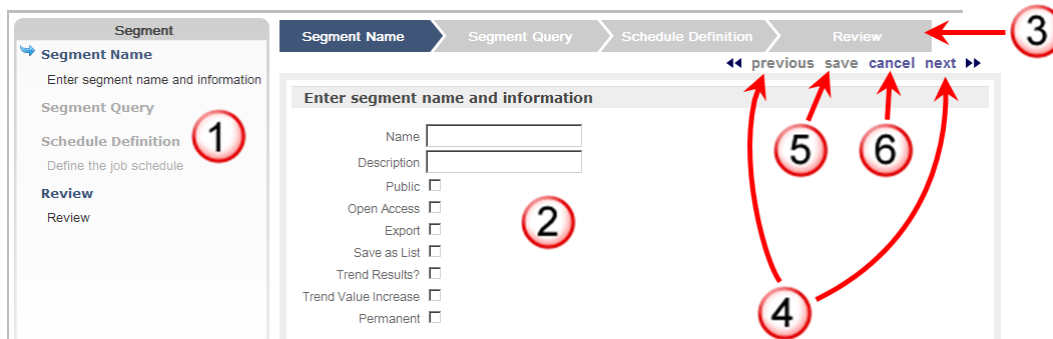 Segment
Segment Name
Enter segment name and information
Segment Query
Schedule Definition
Define the job schedule
Review
Review
1
Segment Name
Segment Query
Schedule Definition
Review
3
previous save cancel next
Enter segment name and information
Name
Description
Public
Open Access
Export
Save as List
Trend Results?
Trend Value Increase
Permanent
2
5
6
4